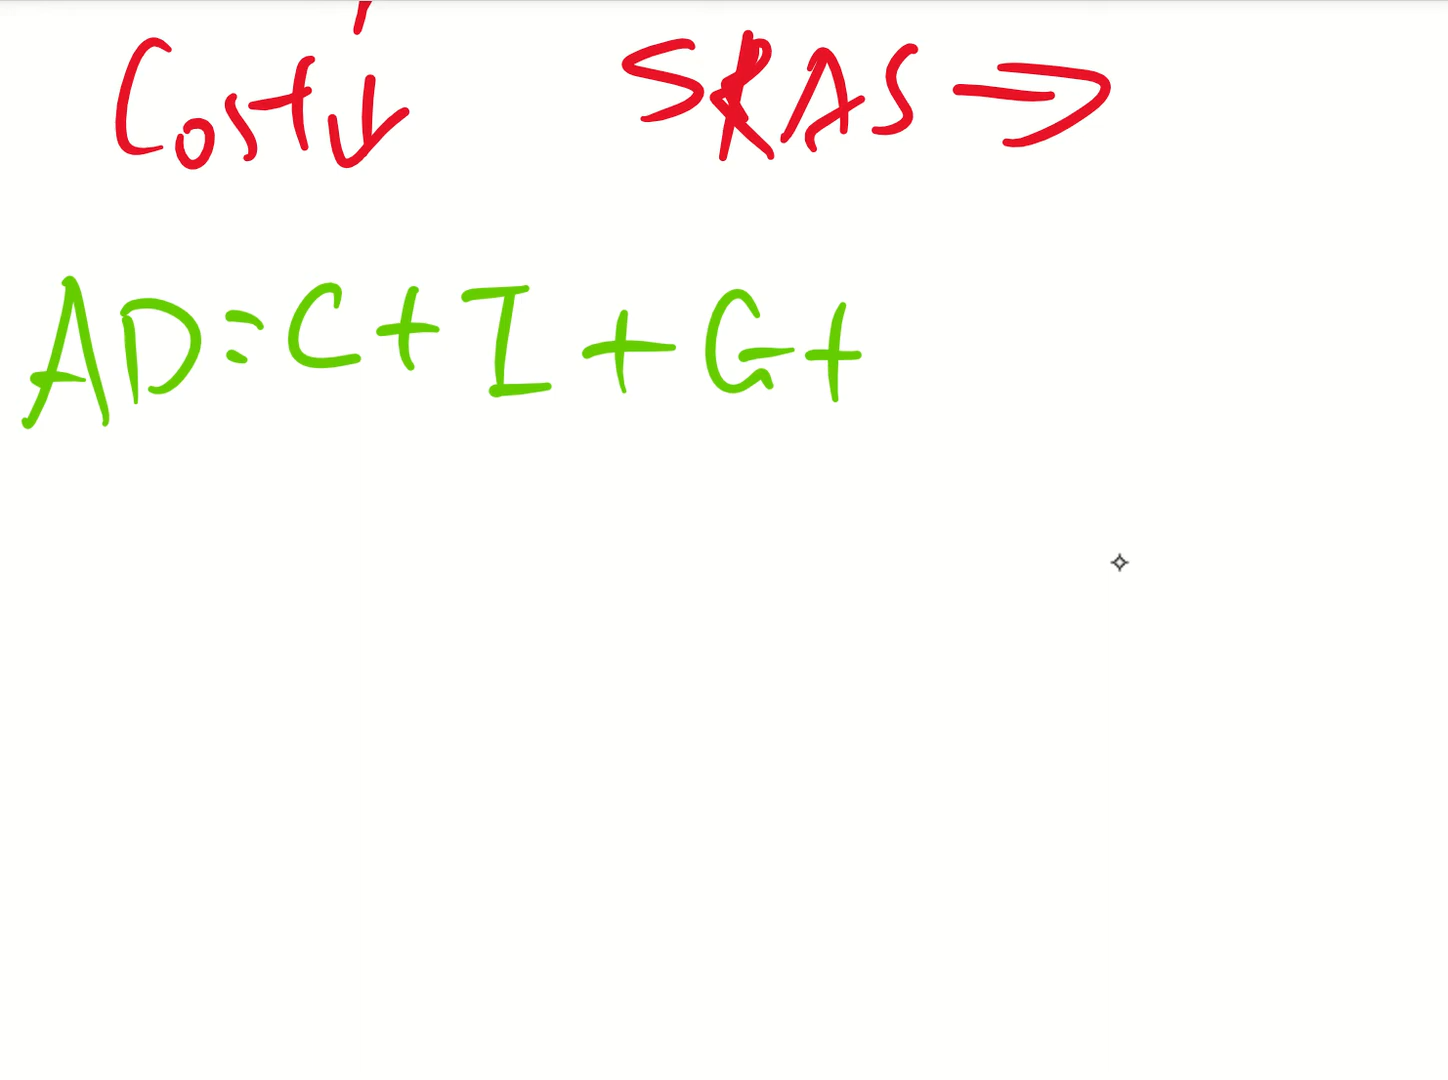 Cost↓ SRAS →
AD = C + I + G +